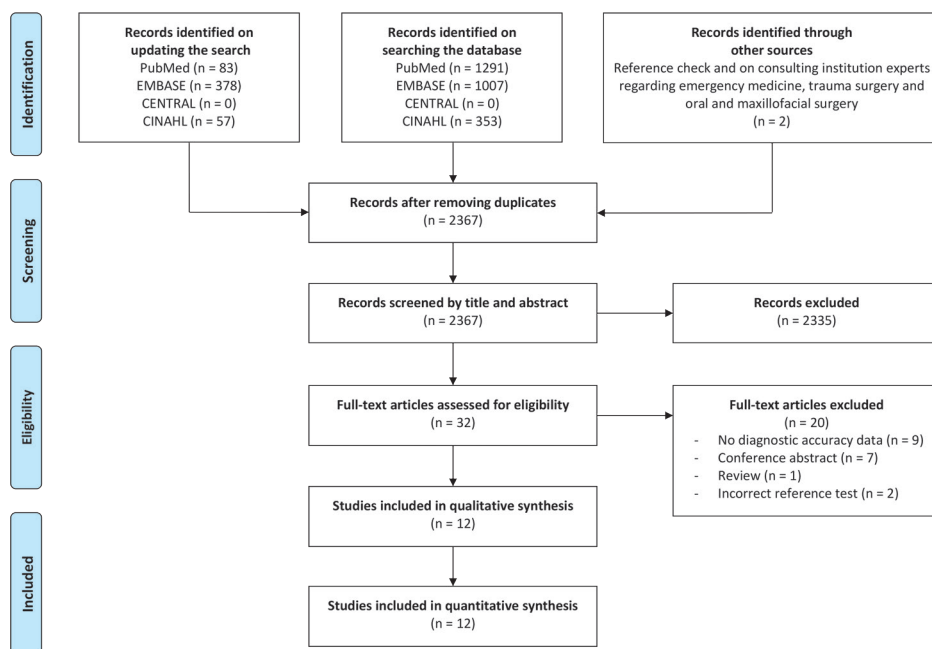 Identification
Records identified on
updating the search
PubMed (n = 83)
EMBASE (n = 378)
CENTRAL (n = 0)
CINAHL (n = 57)
Records identified on
searching the database
PubMed (n = 1291)
EMBASE (n = 1007)
CENTRAL (n = 0)
CINAHL (n = 353)
Records identified through
other sources
Reference check and on consulting institution experts
regarding emergency medicine, trauma surgery and
oral and maxillofacial surgery
(n = 2)
Screening
Records after removing duplicates
(n = 2367)
Records screened by title and abstract
(n = 2367)
Records excluded
(n = 2335)
Eligibility
Full-text articles assessed for eligibility
(n = 32)
Full-text articles excluded
(n = 20)
- No diagnostic accuracy data (n = 9)
- Conference abstract (n = 7)
- Review (n = 1)
- Incorrect reference test (n = 2)
Included
Studies included in qualitative synthesis
(n = 12)
Studies included in quantitative synthesis
(n = 12)